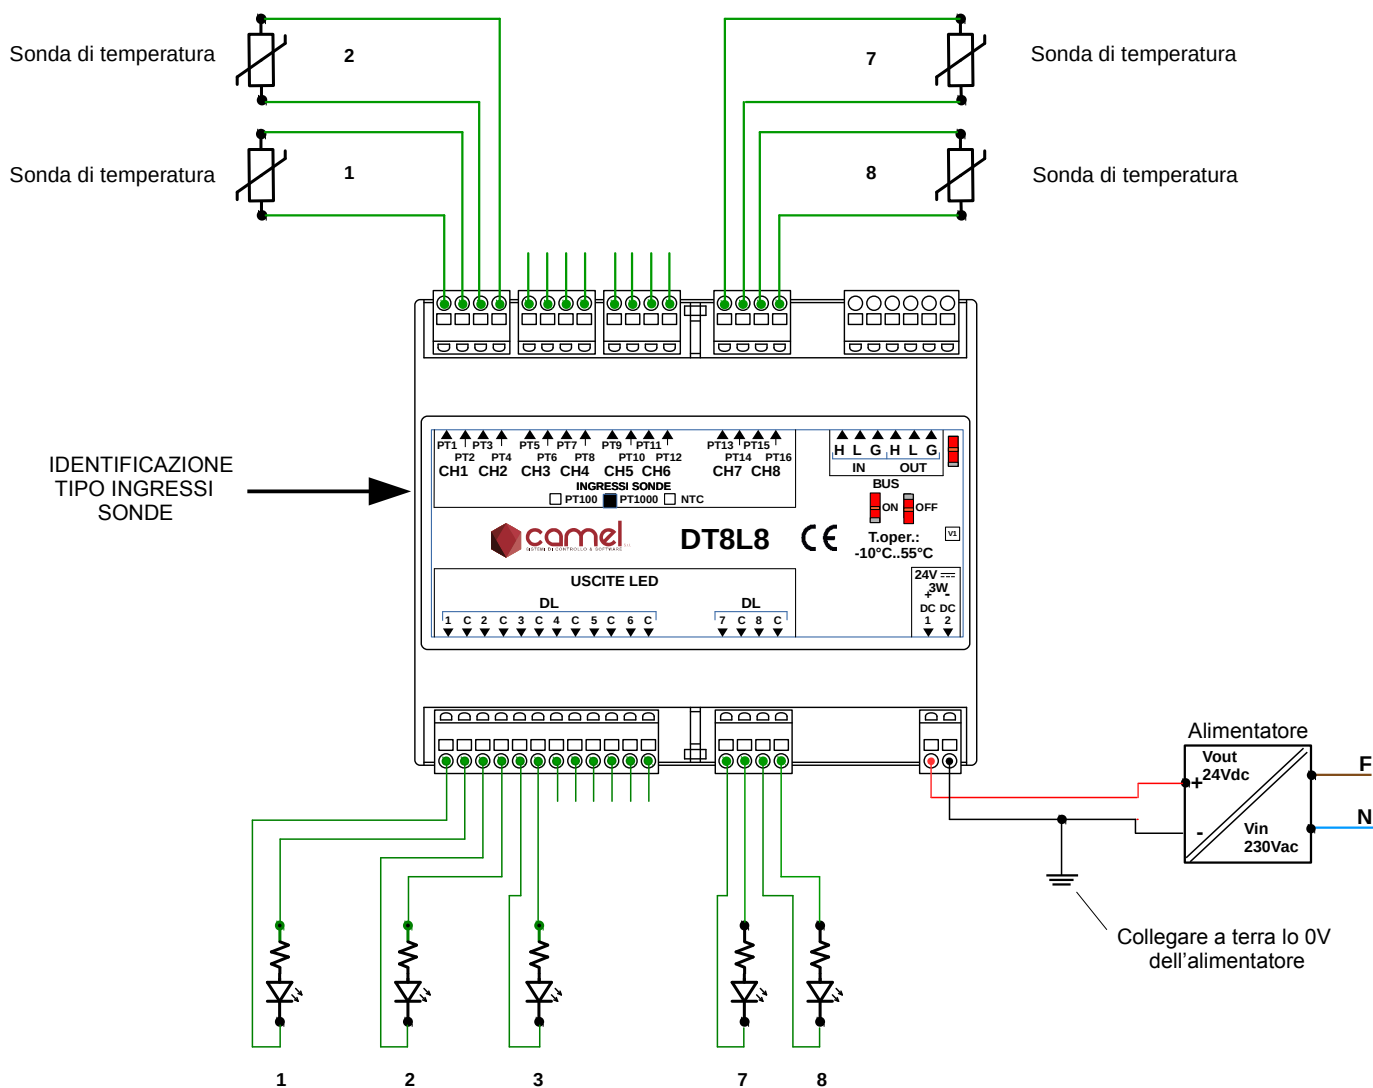 Sonda di temperatura
2
7
Sonda di temperatura
Sonda di temperatura
1
8
Sonda di temperatura
IDENTIFICAZIONE
TIPO INGRESSI
SONDE
PT1 PT3 PT5 PT7 PT9 PT11 PT13 PT15
PT2 PT4 PT6 PT8 PT10 PT12 PT14 PT16
CH1 CH2 CH3 CH4 CH5 CH6 CH7 CH8
INGRESSI SONDE
PT100 PT1000 NTC
H L G H L G
IN OUT
BUS
ON OFF
camel
SISTEMI DI CONTROLLO & SOFTWARE
DT8L8
CE
T.oper.:
-10°C..55°C
V1
USCITE LED
DL DL
1 C 2 C 3 C 4 C 5 C 6 C 7 C 8 C
24V
3W
+ -
DC DC
1 2
Alimentatore
Vout
24Vdc
+
-
Vin
230Vac
F
N
Collegare a terra lo 0V
dell'alimentatore
1 2 3 7 8